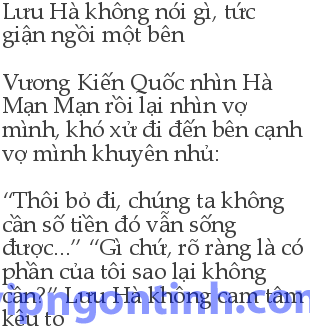 Lưu Hà không nói gì, tức
giận ngồi một bên
Vương Kiến Quốc nhìn Hà
Mạn Mạn rồi lại nhìn vợ
mình, khó xử đi đến bên cạnh
vợ mình khuyên nhủ:
“Thôi bỏ đi, chúng ta không
cần số tiền đó vẫn sống
được...” “Gì chứ, rõ ràng là có
phần của tôi sao lại không
cần?” Lưu Hà không cam tâm
kêu to